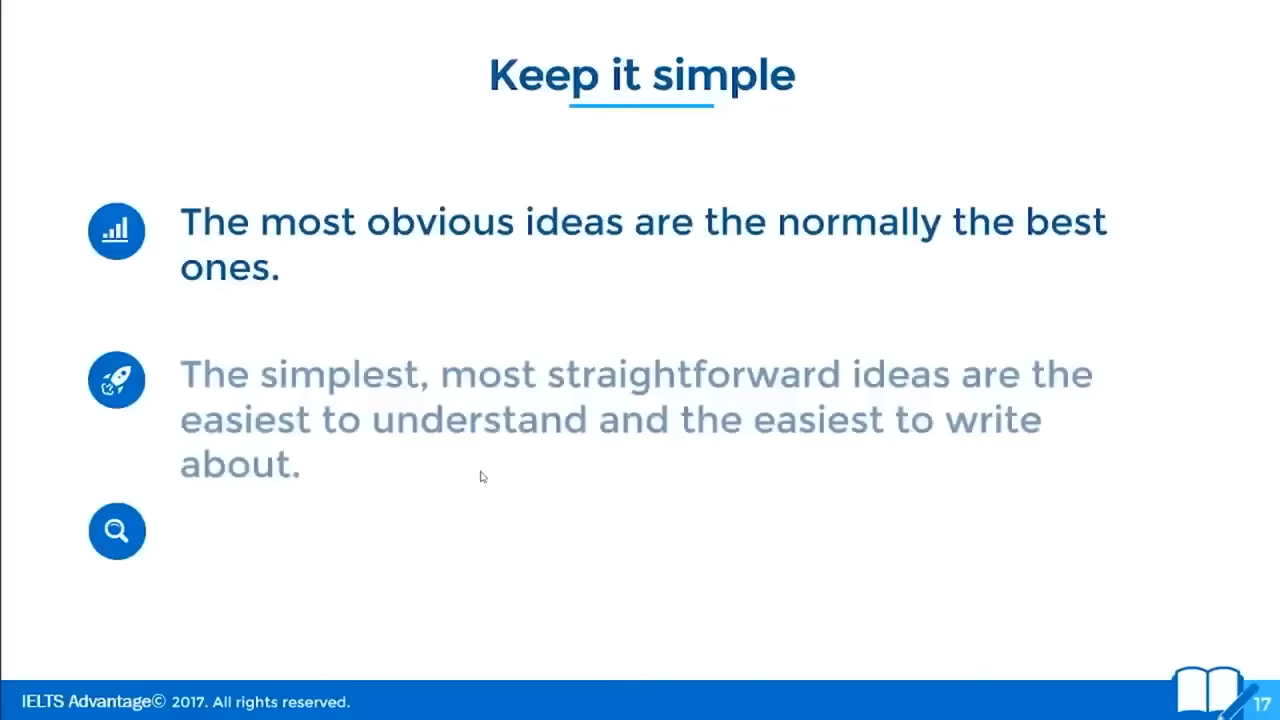 Keep it simple
The most obvious ideas are the normally the best
ones.
The simplest, most straightforward ideas are the
easiest to understand and the easiest to write
about.
IELTS Advantage© 2017. All rights reserved.
17